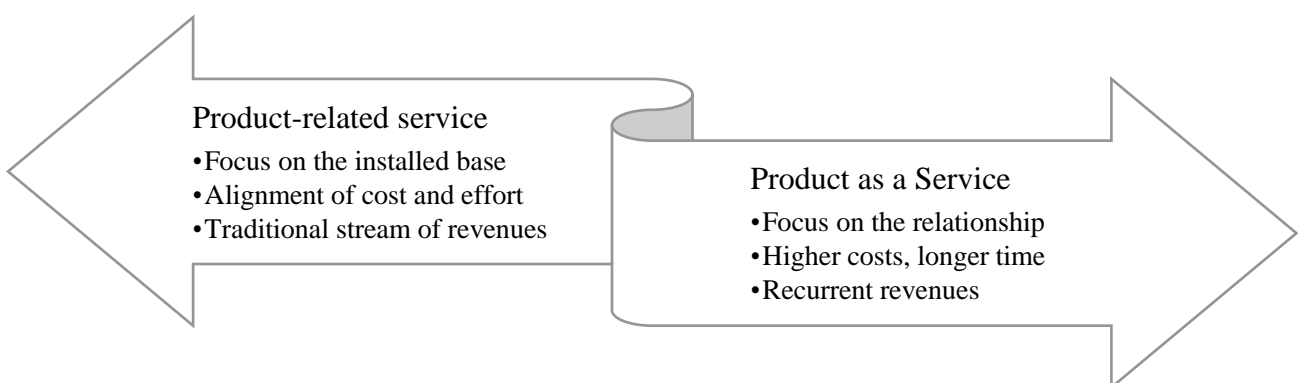 Product-related service
•Focus on the installed base
•Alignment of cost and effort
•Traditional stream of revenues
Product as a Service
•Focus on the relationship
•Higher costs, longer time
•Recurrent revenues